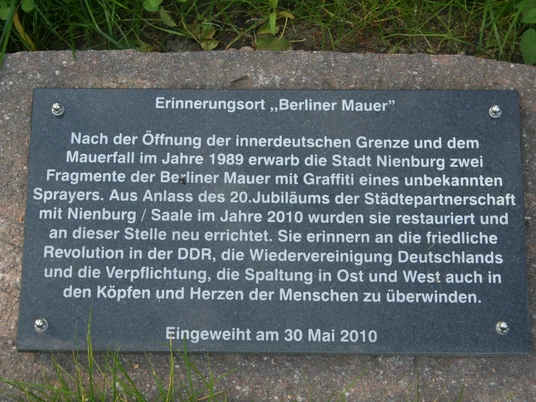 Erinnerungsort ,,Berliner Mauer”
Nach der Öffnung der innerdeutschen Grenze und dem
Mauerfall im Jahre 1989 erwarb die Stadt Nienburg zwei
Fragmente der Berliner Mauer mit Graffiti eines unbekannten
Sprayers. Aus Anlass des 20.Jubiläums der Städtepartnerschaft
mit Nienburg / Saale im Jahre 2010 wurden sie restauriert und
an dieser Stelle neu errichtet. Sie erinnern an die friedliche
Revolution in der DDR, die Wiedervereinigung Deutschlands
und die Verpflichtung, die Spaltung in Ost und West auch in
den Köpfen und Herzen der Menschen zu überwinden.
Eingeweiht am 30 Mai 2010